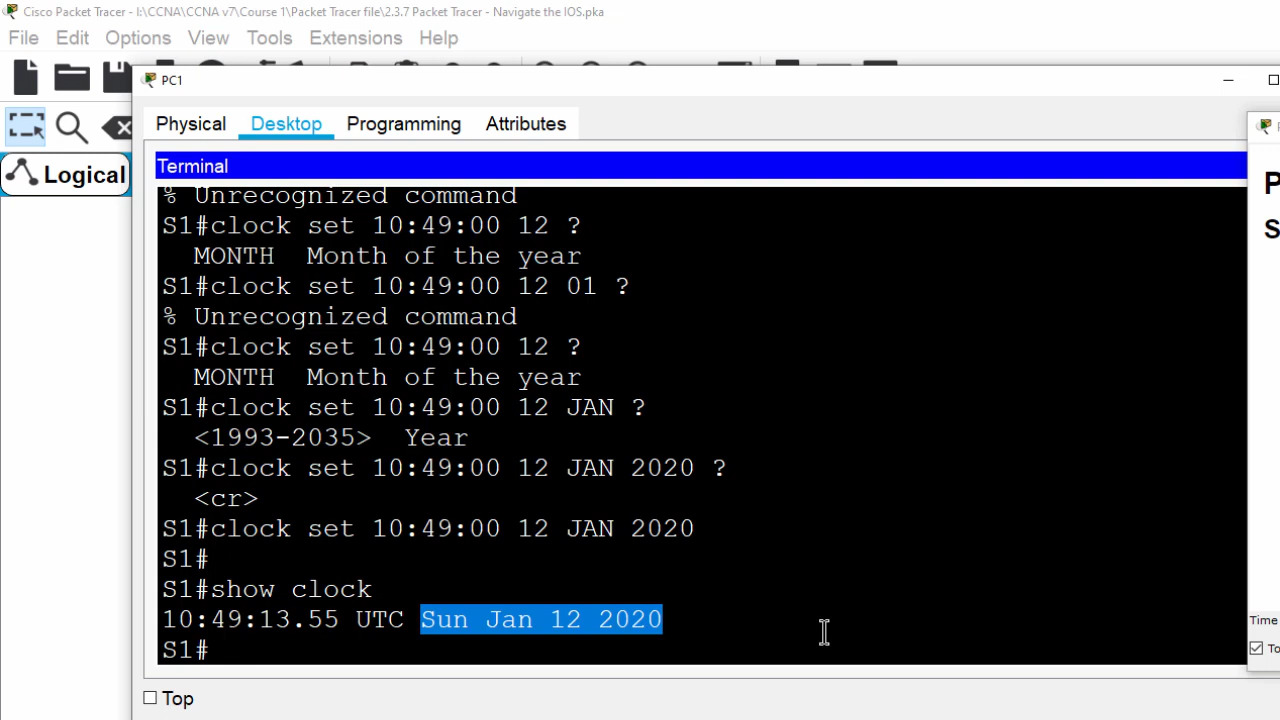 Cisco Packet Tracer - I:\CCNA\CCNA v7\Course 1\Packet Tracer file\2.3.7 Packet Tracer - Navigate the IOS.pka
File Edit Options View Tools Extensions Help
PC1
Physical Desktop Programming Attributes
Logical
Terminal
% Unrecognized command
S1#clock set 10:49:00 12 ?
MONTH  Month of the year
S1#clock set 10:49:00 12 01 ?
% Unrecognized command
S1#clock set 10:49:00 12 ?
MONTH  Month of the year
S1#clock set 10:49:00 12 JAN ?
<1993-2035>  Year
S1#clock set 10:49:00 12 JAN 2020 ?
<cr>
S1#clock set 10:49:00 12 JAN 2020
S1#
S1#show clock
10:49:13.55 UTC Sun Jan 12 2020
S1#
Time
Top